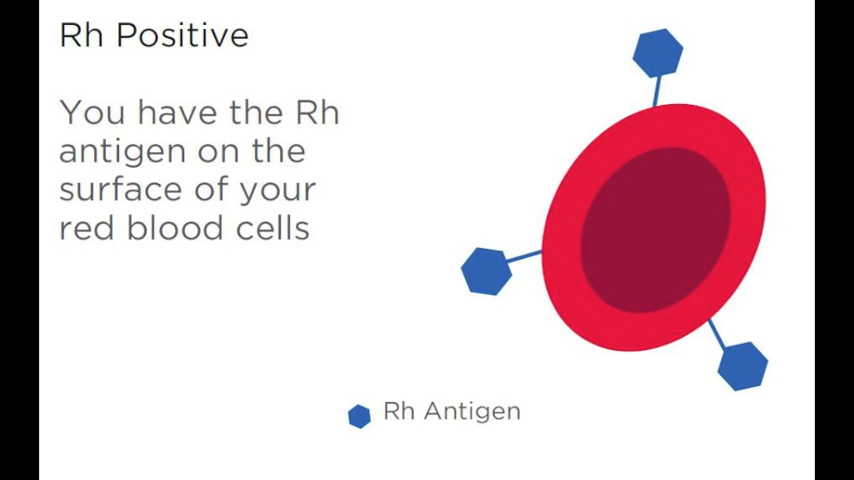 Rh Positive
You have the Rh
antigen on the
surface of your
red blood cells
Rh Antigen